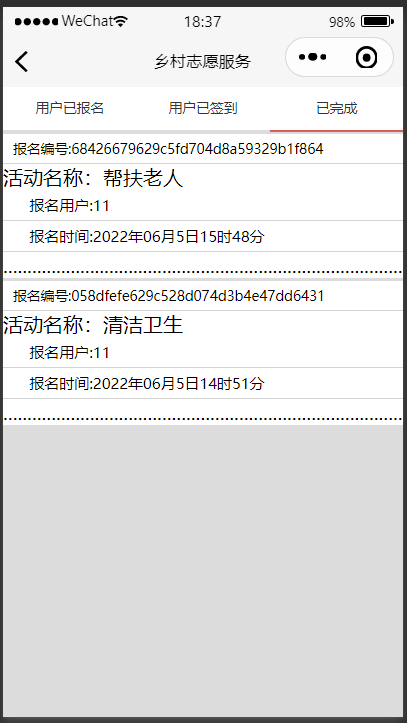 ●●●●● WeChat 18:37 98%
乡村志愿服务
用户已报名 用户已签到 已完成
报名编号:68426679629c5fd704d8a59329b1f864
活动名称：帮扶老人
报名用户:11
报名时间:2022年06月5日15时48分
报名编号:058dfefe629c528d074d3b4e47dd6431
活动名称：清洁卫生
报名用户:11
报名时间:2022年06月5日14时51分